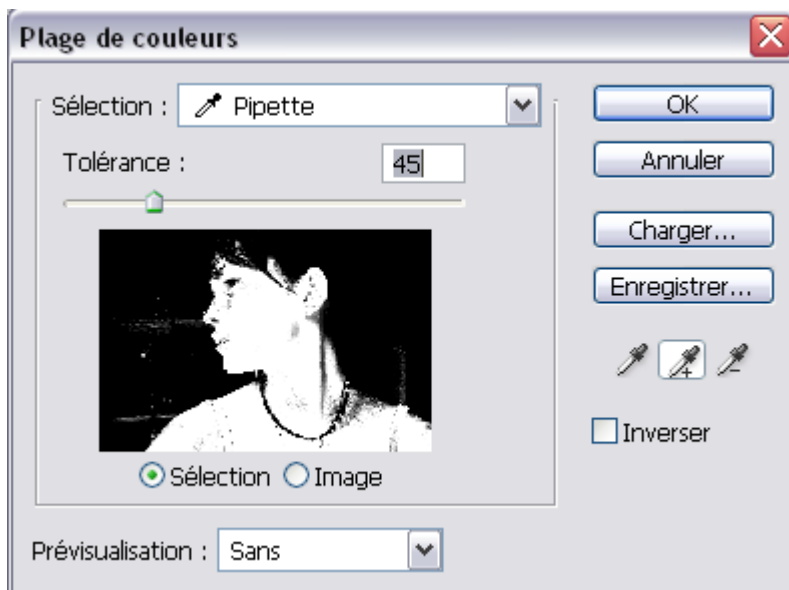 Plage de couleurs
Sélection : Pipette
OK
Tolérance : 45
Annuler
Charger...
Enregistrer...
Inverser
Sélection Image
Prévisualisation : Sans